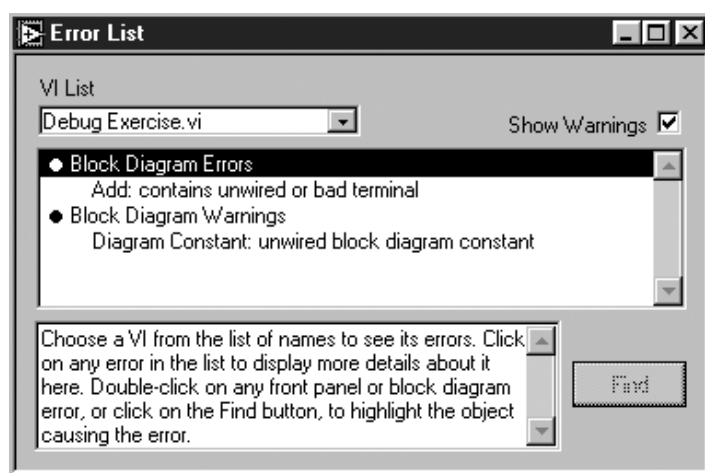 Error List
VI List
Debug Exercise.vi
Show Warnings
Block Diagram Errors
Add: contains unwired or bad terminal
Block Diagram Warnings
Diagram Constant: unwired block diagram constant
Choose a VI from the list of names to see its errors. Click
on any error in the list to display more details about it
here. Double-click on any front panel or block diagram
error, or click on the Find button, to highlight the object
causing the error.
Find